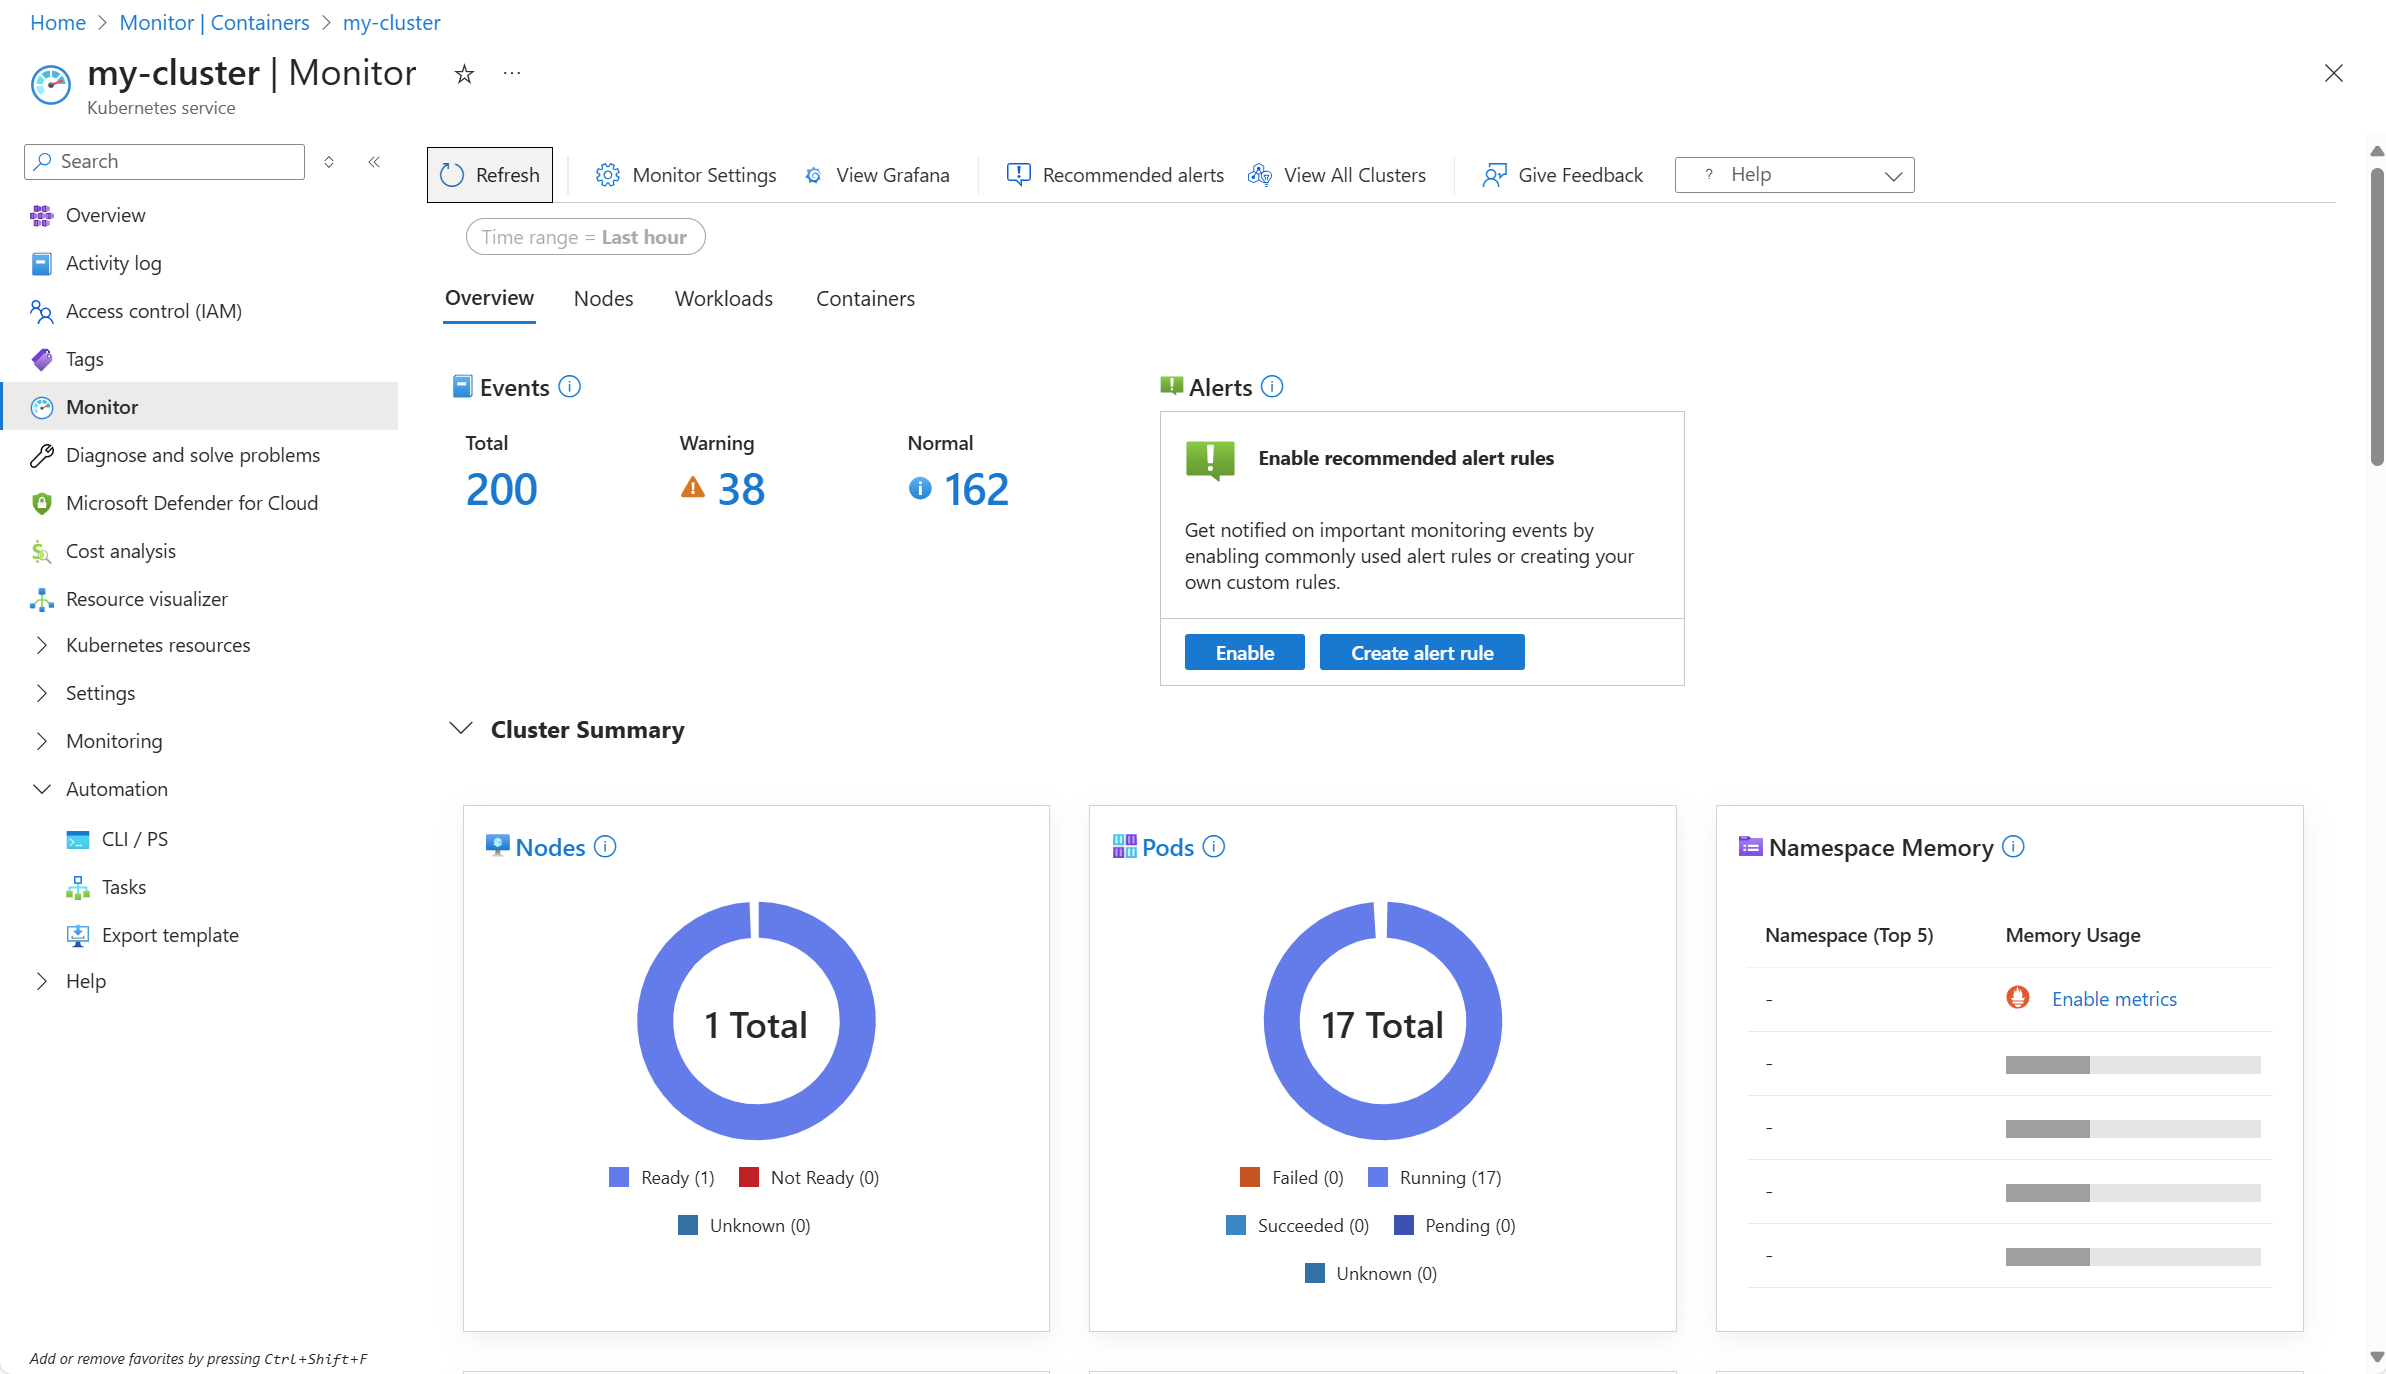 Home > Monitor | Containers > my-cluster
my-cluster | Monitor ...
Kubernetes service
Search
Overview
Activity log
Access control (IAM)
Tags
Monitor
Diagnose and solve problems
Microsoft Defender for Cloud
Cost analysis
Resource visualizer
Kubernetes resources
Settings
Monitoring
Automation
CLI / PS
Tasks
Export template
Help
Add or remove favorites by pressing Ctrl+Shift+F
Refresh Monitor Settings View Grafana Recommended alerts View All Clusters Give Feedback ? Help
Time range = Last hour
Overview Nodes Workloads Containers
Events
Total Warning Normal
200 38 162
Alerts
Enable recommended alert rules
Get notified on important monitoring events by
enabling commonly used alert rules or creating your
own custom rules.
Enable Create alert rule
Cluster Summary
Nodes
1 Total
Ready (1) Not Ready (0)
Unknown (0)
Pods
17 Total
Failed (0) Running (17)
Succeeded (0) Pending (0)
Unknown (0)
Namespace Memory
Namespace (Top 5) Memory Usage
- Enable metrics
-
-
-
-